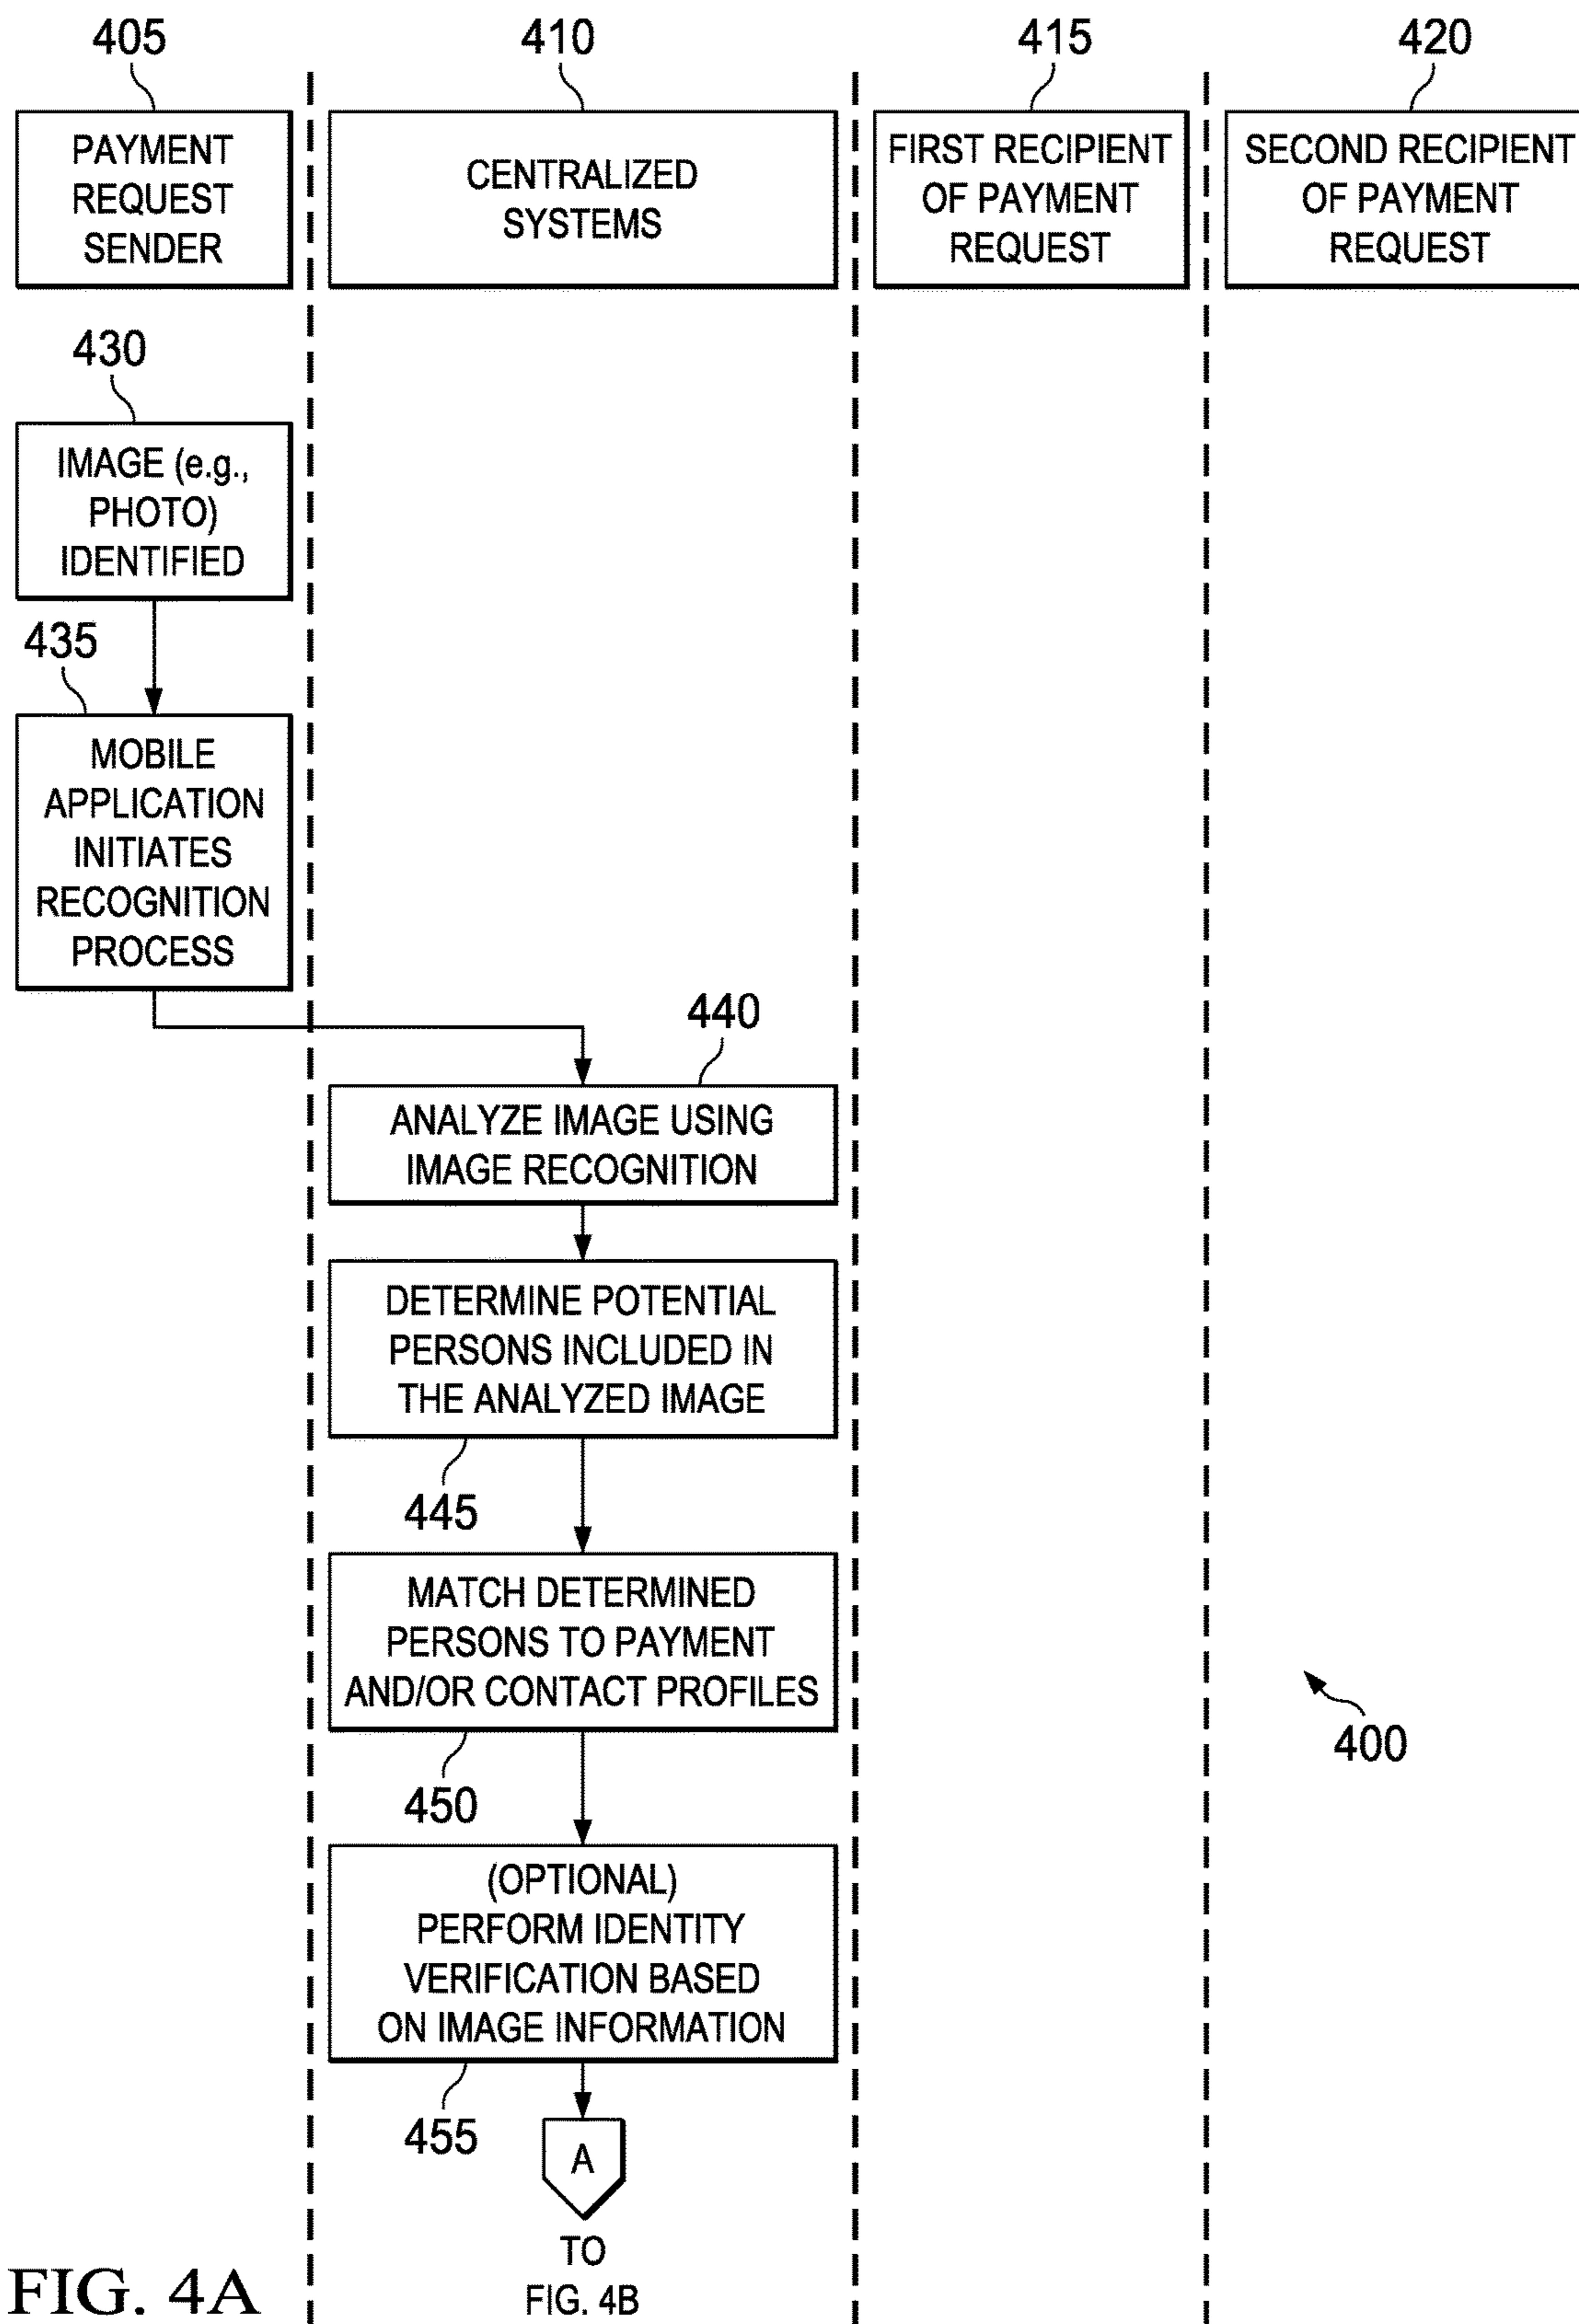 405
410
415
420
PAYMENT
REQUEST
SENDER
CENTRALIZED
SYSTEMS
FIRST RECIPIENT
OF PAYMENT
REQUEST
SECOND RECIPIENT
OF PAYMENT
REQUEST
430
IMAGE (e.g.,
PHOTO)
IDENTIFIED
435
MOBILE
APPLICATION
INITIATES
RECOGNITION
PROCESS
440
ANALYZE IMAGE USING
IMAGE RECOGNITION
DETERMINE POTENTIAL
PERSONS INCLUDED IN
THE ANALYZED IMAGE
445
MATCH DETERMINED
PERSONS TO PAYMENT
AND/OR CONTACT PROFILES
450
400
(OPTIONAL)
PERFORM IDENTITY
VERIFICATION BASED
ON IMAGE INFORMATION
455
A
TO
FIG. 4B
FIG. 4A